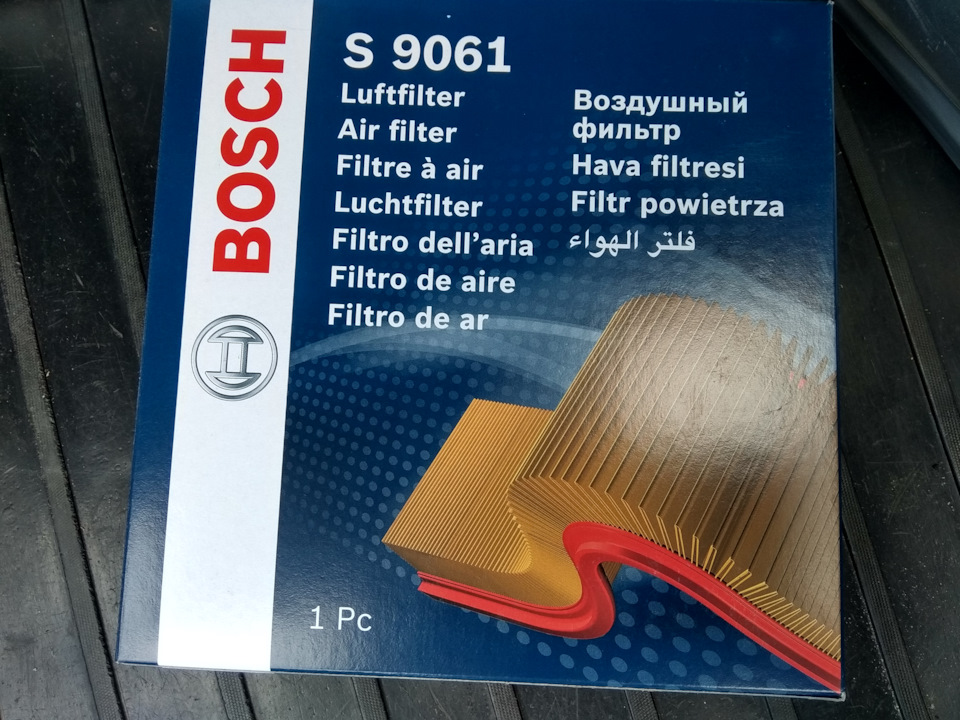 BOSCH
S 9061
Luftfilter
Air filter
Filtre à air
Luchtfilter
Filtro dell'aria
Filtro de aire
Filtro de ar
Воздушный
фильтр
Hava filtresi
Filtr powietrza
فلتر الهواء
1 Pc